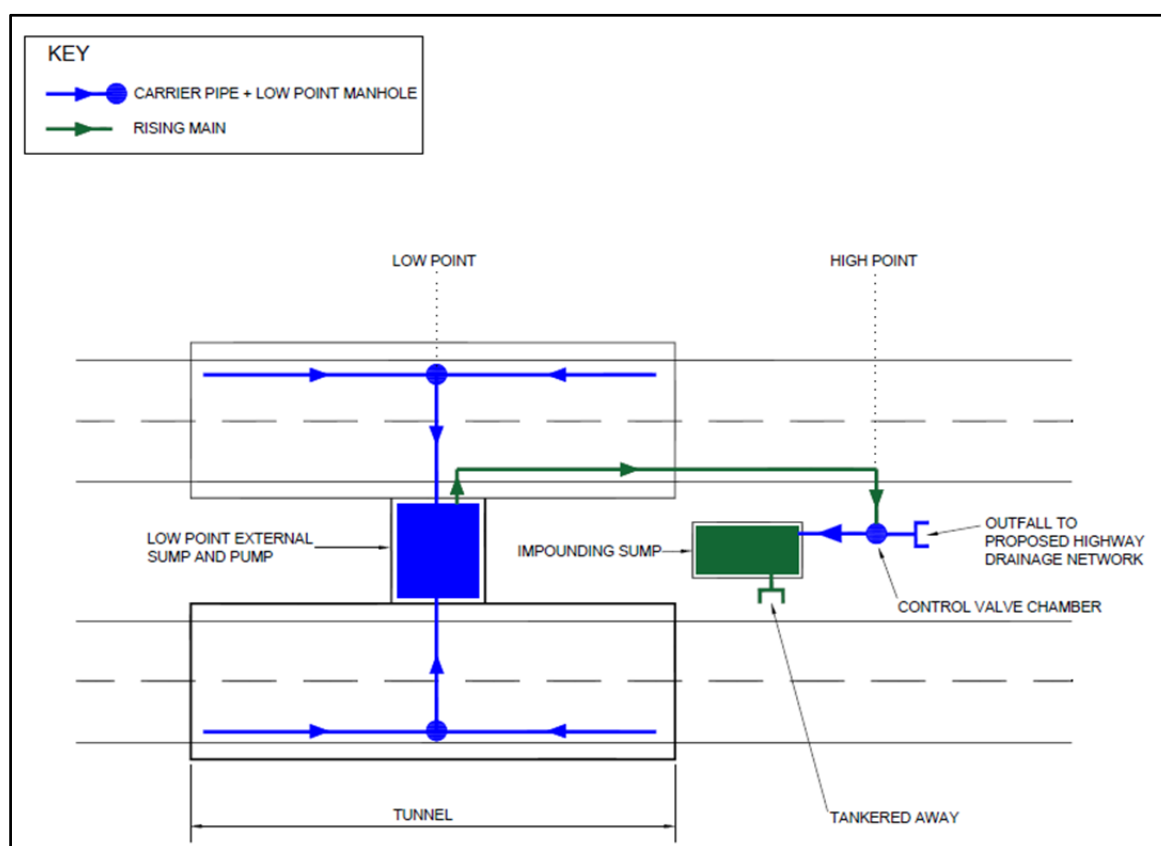 KEY
CARRIER PIPE + LOW POINT MANHOLE
RISING MAIN
LOW POINT
HIGH POINT
LOW POINT EXTERNAL
SUMP AND PUMP
IMPOUNDING SUMP
OUTFALL TO
PROPOSED HIGHWAY
DRAINAGE NETWORK
CONTROL VALVE CHAMBER
TUNNEL
TANKERED AWAY